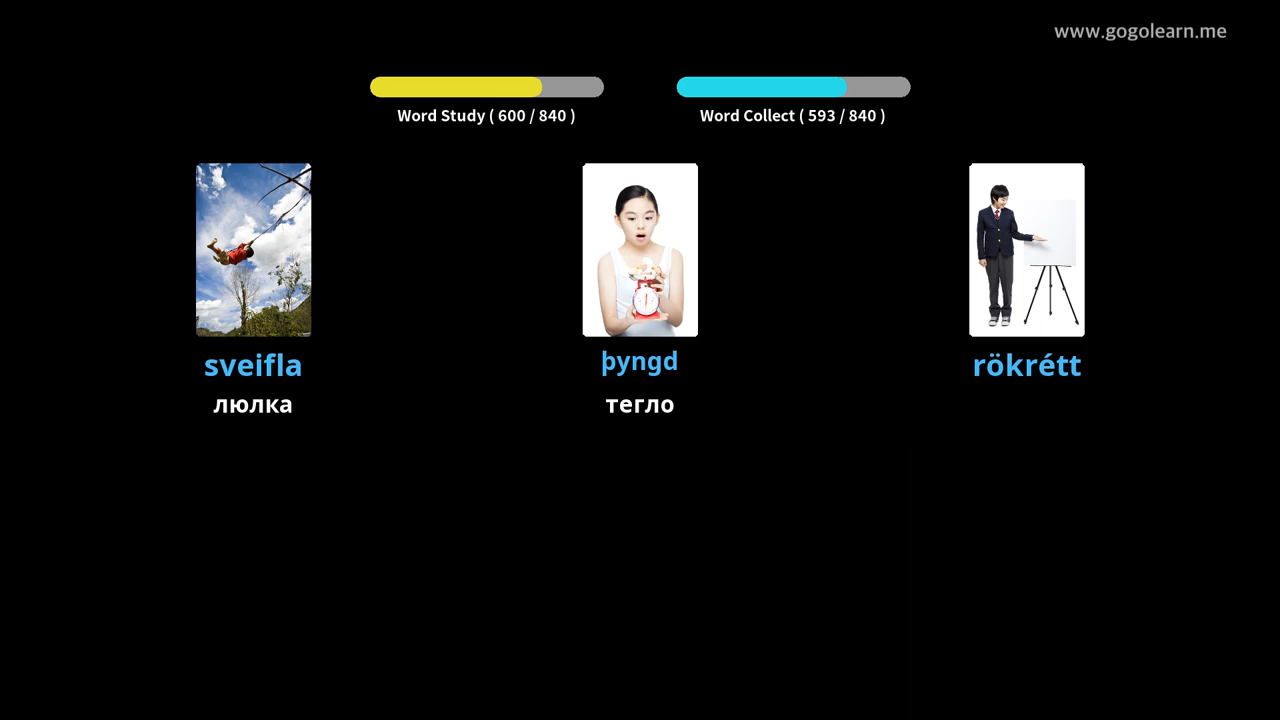 www.gogolearn.me
Word Study ( 600 / 840 )
Word Collect ( 593 / 840 )
sveifla
þyngd
rökrétt
люлка
тегло